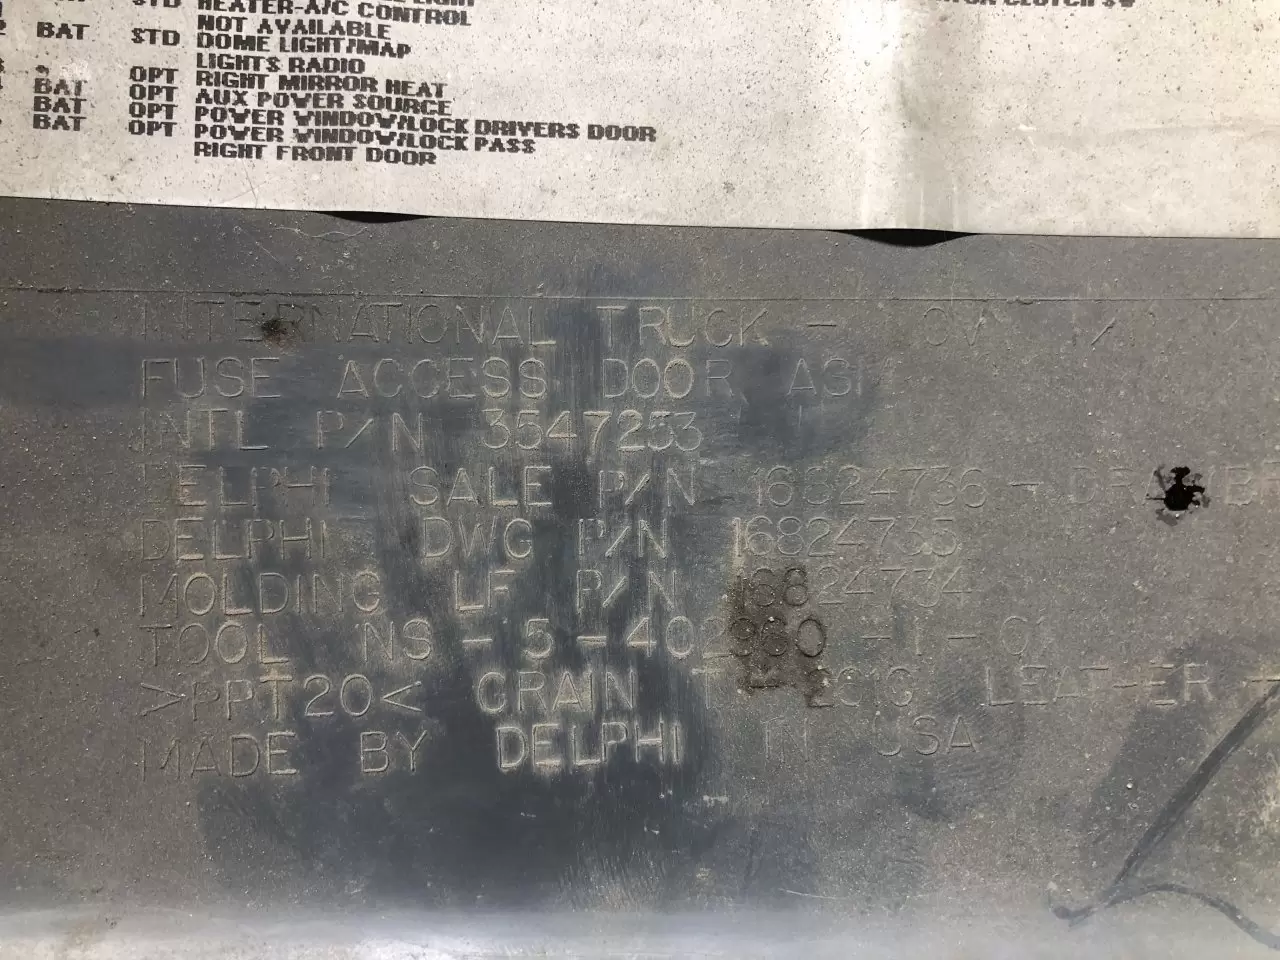 STD HEATER-A/C CONTROL
NOT AVAILABLE
BAT STD DOME LIGHT/MAP
LIGHTS RADIO
OPT RIGHT MIRROR HEAT
BAT OPT AUX POWER SOURCE
BAT OPT POWER WINDOW/LOCK DRIVERS DOOR
BAT OPT POWER WINDOW/LOCK PASS
RIGHT FRONT DOOR
INTERNATIONAL TRUCK -
FUSE ACCESS DOOR
INTL P/N 3547253
DELPHI SALE P/N 16824736 -
DELPHI DWG P/N 16824735
MOLDING LF P/N 16824734
TOOL NS - 5 - 402960 - 1 - 01
>PPT20< GRAIN LEATHER
MADE BY DELPHI IN USA